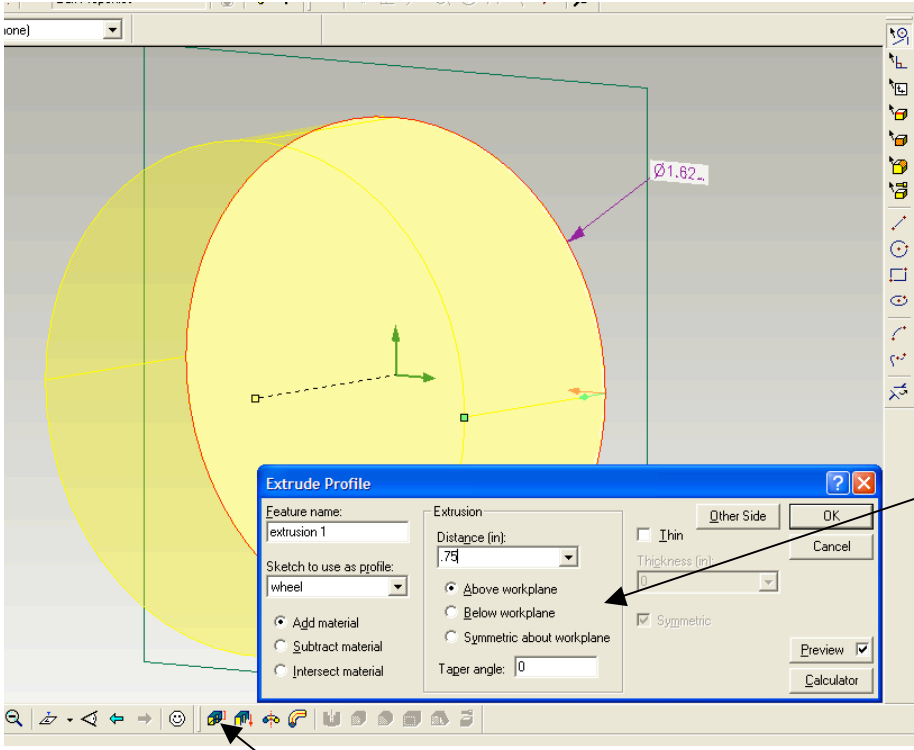 none)
Ø1.62..
Extrude Profile
Feature name:
extrusion 1
Sketch to use as profile:
wheel
Add material
Subtract material
Intersect material
Extrusion
Distance (in):
.75
Above workplane
Below workplane
Symmetric about workplane
Taper angle: 0
Other Side
Thin
Thickness (in):
0
Symmetric
OK
Cancel
Preview
Calculator